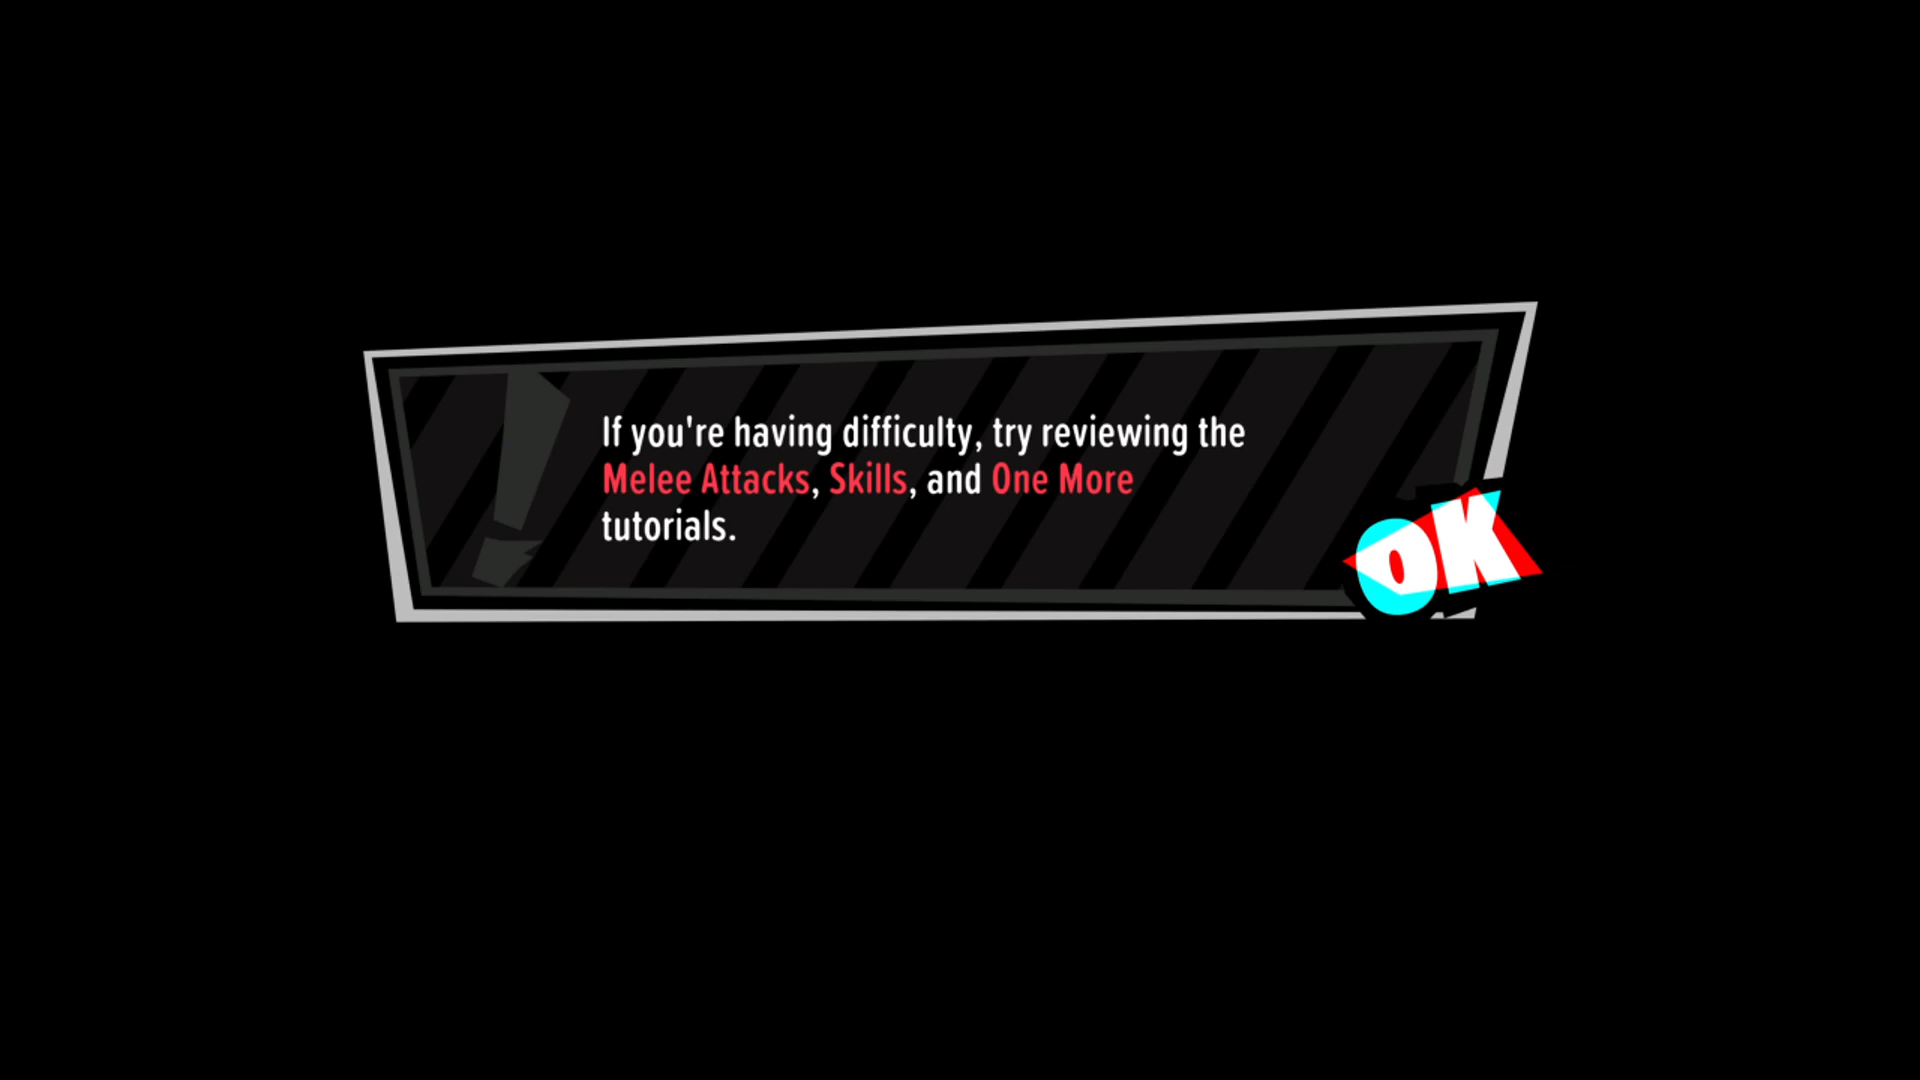 If you're having difficulty, try reviewing the
Melee Attacks, Skills, and One More
tutorials.
OK